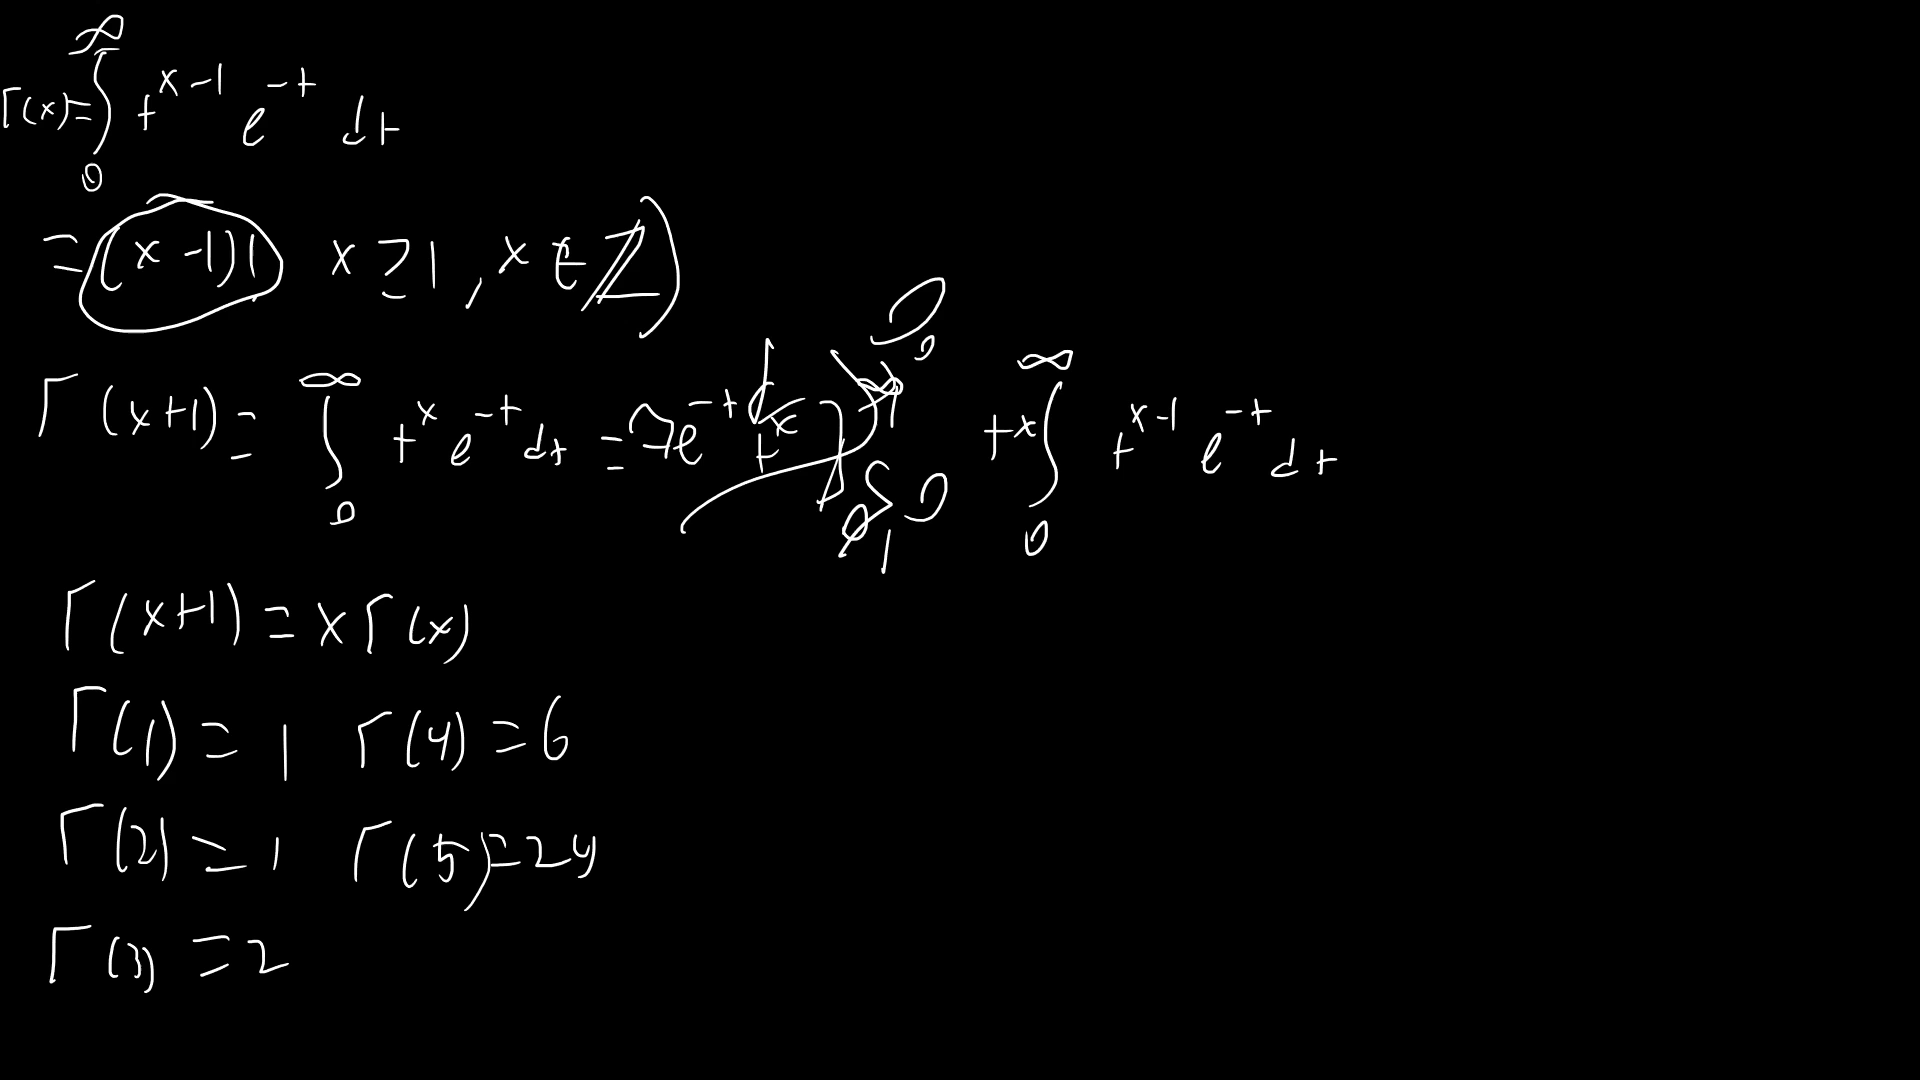 Γ(x)=∫₀^∞ t^(x-1) e^(-t) dt
=(x-1)! x≥1, x∈ℤ)
Γ(x+1)=∫₀^∞ t^x e^(-t) dt = -e^(-t) t^x ]₀^∞ +x∫₀^∞ t^(x-1) e^(-t) dt
Γ(x+1)=xΓ(x)
Γ(1)=1 Γ(4)=6
Γ(2)=1 Γ(5)=24
Γ(3)=2